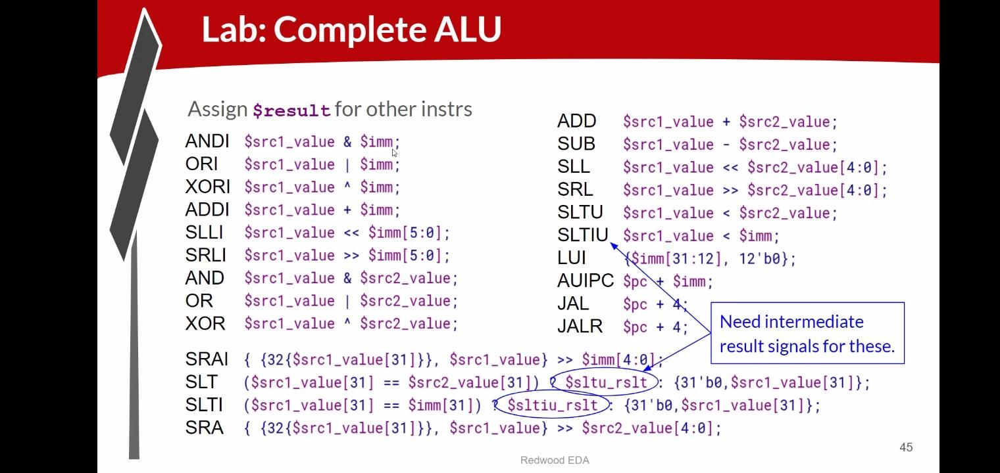 Lab: Complete ALU
Assign $result for other instrs
ANDI $src1_value & $imm;
ORI $src1_value | $imm;
XORI $src1_value ^ $imm;
ADDI $src1_value + $imm;
SLLI $src1_value << $imm[5:0];
SRLI $src1_value >> $imm[5:0];
AND $src1_value & $src2_value;
OR $src1_value | $src2_value;
XOR $src1_value ^ $src2_value;
ADD $src1_value + $src2_value;
SUB $src1_value - $src2_value;
SLL $src1_value << $src2_value[4:0];
SRL $src1_value >> $src2_value[4:0];
SLTU $src1_value < $src2_value;
SLTIU $src1_value < $imm;
LUI {$imm[31:12], 12'b0};
AUIPC $pc + $imm;
JAL $pc + 4;
JALR $pc + 4;
Need intermediate
result signals for these.
SRAI { {32{$src1_value[31]}}, $src1_value} >> $imm[4:0];
SLT ($src1_value[31] == $src2_value[31]) ? $sltu_rslt : {31'b0,$src1_value[31]};
SLTI ($src1_value[31] == $imm[31]) ? $sltiu_rslt : {31'b0,$src1_value[31]};
SRA { {32{$src1_value[31]}}, $src1_value} >> $src2_value[4:0];
45
Redwood EDA